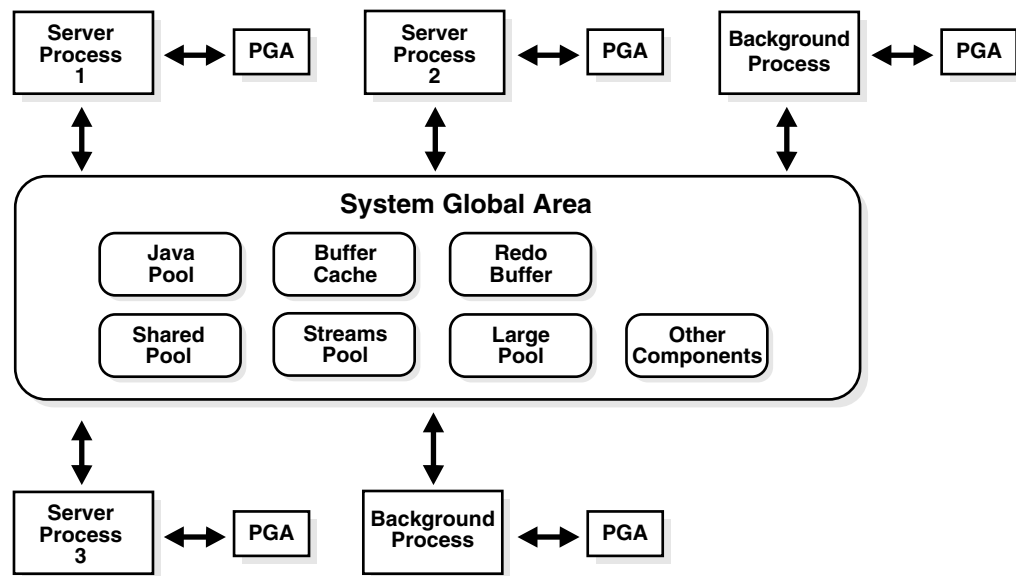 Server
Process
1
PGA
Server
Process
2
PGA
Background
Process
PGA
System Global Area
Java
Pool
Buffer
Cache
Redo
Buffer
Shared
Pool
Streams
Pool
Large
Pool
Other
Components
Server
Process
3
PGA
Background
Process
PGA